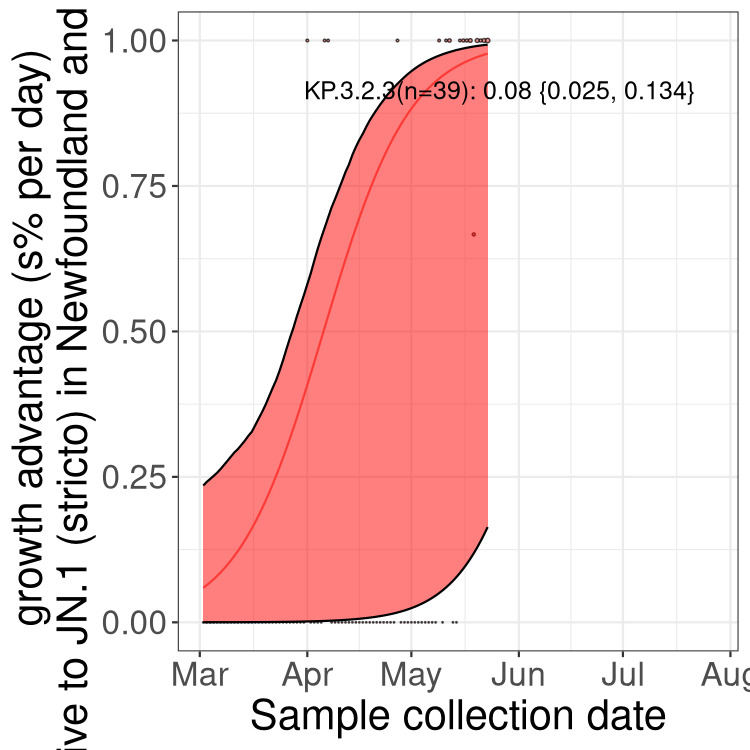 growth advantage (s% per day)
ive to JN.1 (stricto) in Newfoundland and
1.00
0.75
0.50
0.25
0.00
KP.3.2.3(n=39): 0.08 {0.025, 0.134}
Mar Apr May Jun Jul Aug
Sample collection date